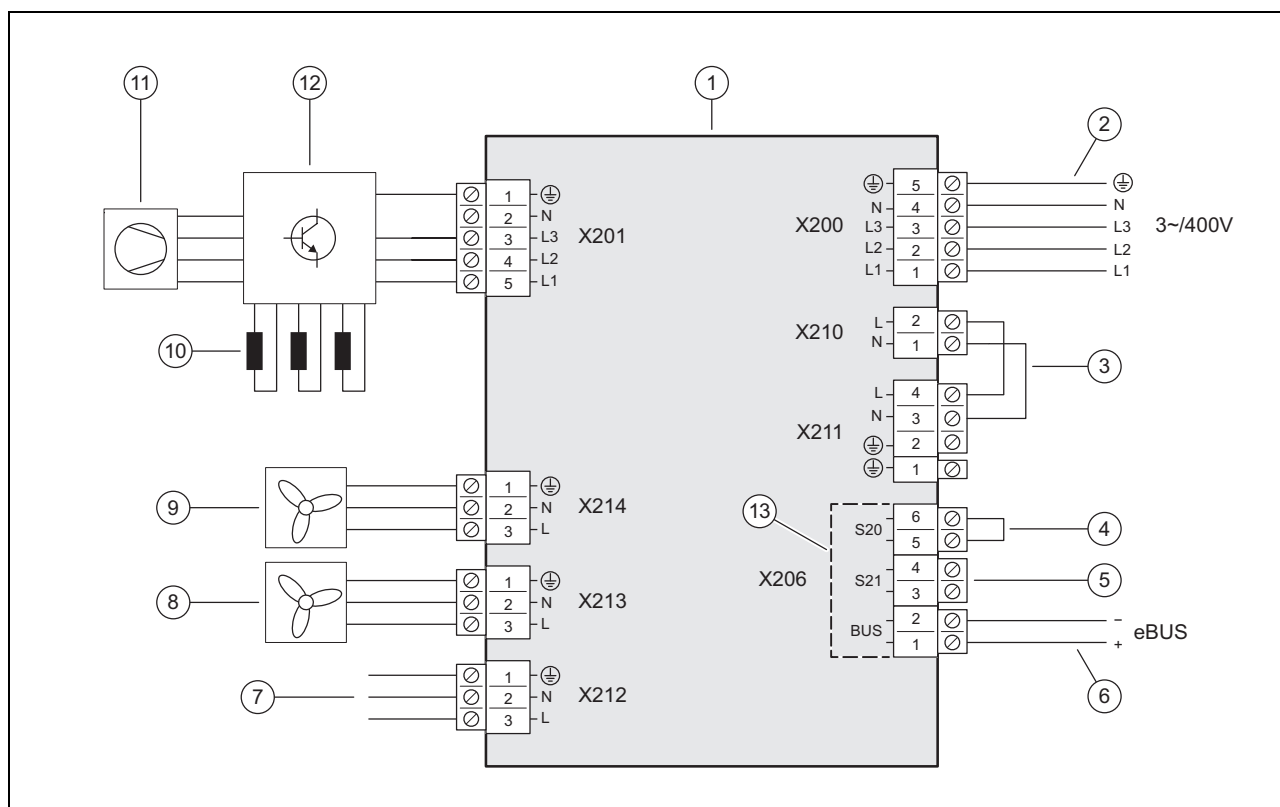 11
12
1
2
5
N 4 N
X200 L3 3 L3 3~/400V
L2 2 L2
L1 1 L1
1
2 N
3 L3 X201
4 L2
5 L1
L 2
X210
N 1
10
3
L 4
N 3
X211
2
1
9
1
2 N X214
3 L
13
6
S20
5
4
X206
4
S21
3
5
8
1
2 N X213
3 L
BUS
2 −
eBUS
1 +
6
7
1
2 N X212
3 L